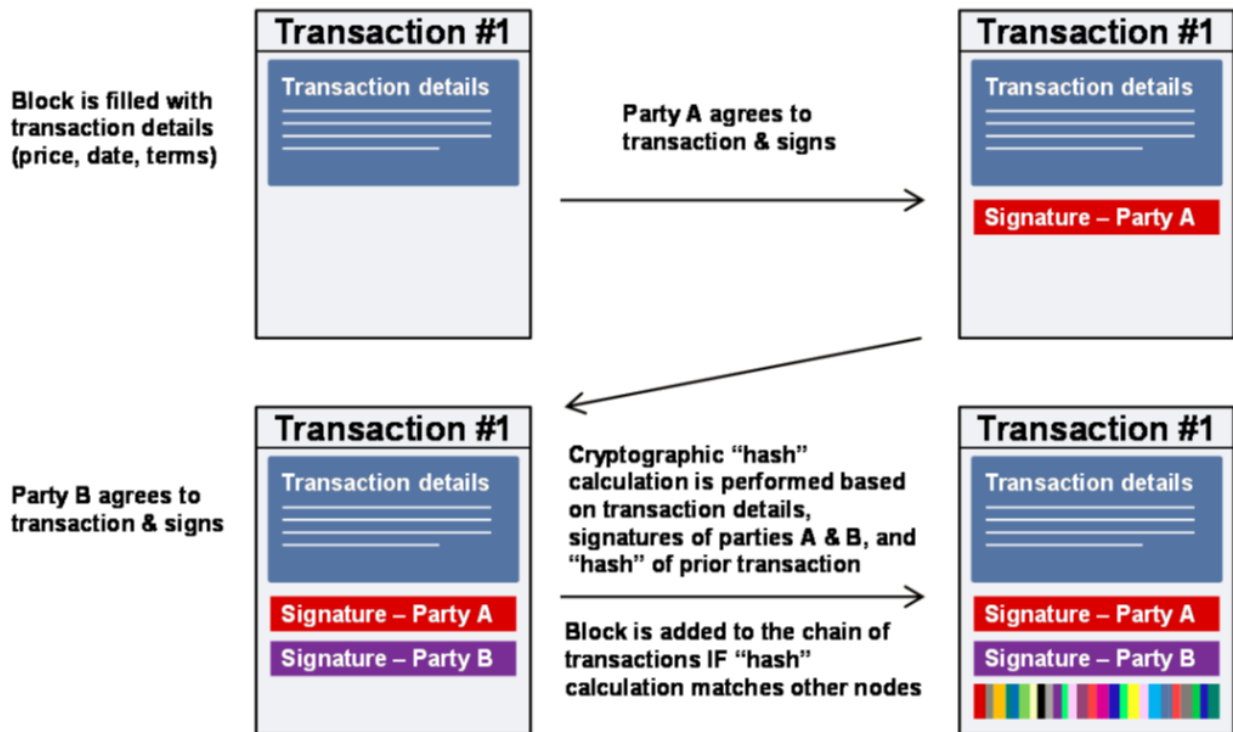 Transaction #1
Transaction details
Block is filled with
transaction details
(price, date, terms)
Party A agrees to
transaction & signs
Transaction #1
Transaction details
Signature – Party A
Party B agrees to
transaction & signs
Transaction #1
Transaction details
Signature – Party A
Signature – Party B
Cryptographic “hash”
calculation is performed based
on transaction details,
signatures of parties A & B, and
“hash” of prior transaction
Block is added to the chain of
transactions IF “hash”
calculation matches other nodes
Transaction #1
Transaction details
Signature – Party A
Signature – Party B